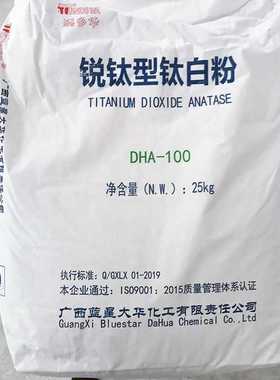 锐钛型钛白粉
TITANIUM DIOXIDE ANATASE
DHA-100
净含量(N.W.):25kg
执行标准:Q/GXLX 01-2019
本企业通过:ISO9001:2015质量管理体系认证
广西蓝星大华化工有限责任公司
GuangXi Bluestar DaHua Chemical Co.,Ltd